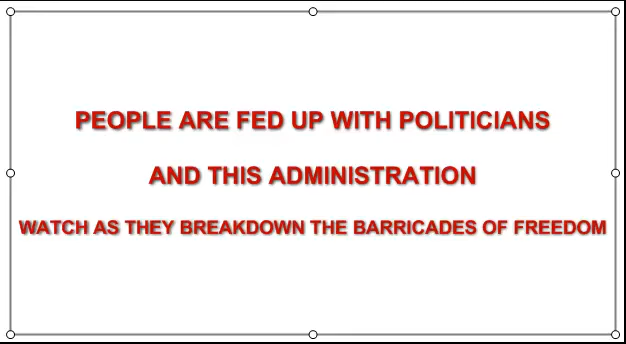 PEOPLE ARE FED UP WITH POLITICIANS
AND THIS ADMINISTRATION
WATCH AS THEY BREAKDOWN THE BARRICADES OF FREEDOM